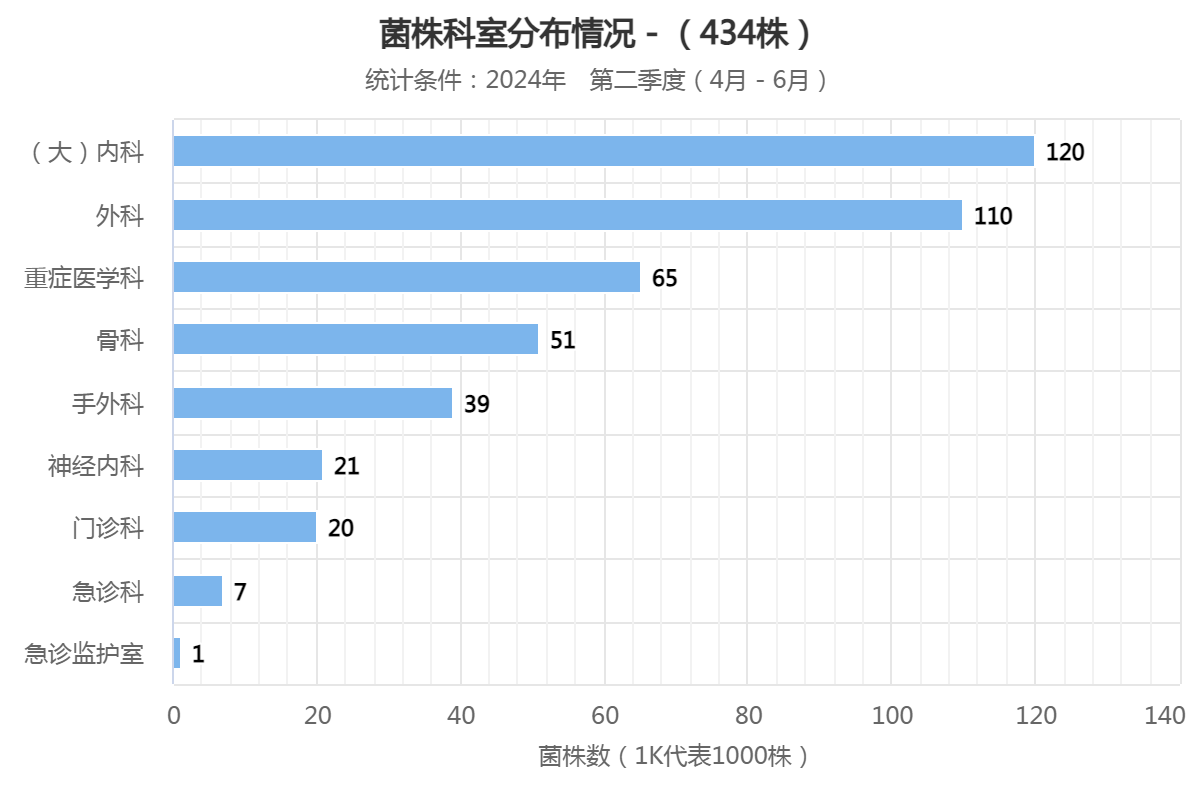 菌株科室分布情况 -（434株）
统计条件：2024年　第二季度（4月 - 6月）
（大）内科 120
外科 110
重症医学科 65
骨科 51
手外科 39
神经内科 21
门诊科 20
急诊科 7
急诊监护室 1
0 20 40 60 80 100 120 140
菌株数（1K代表1000株）